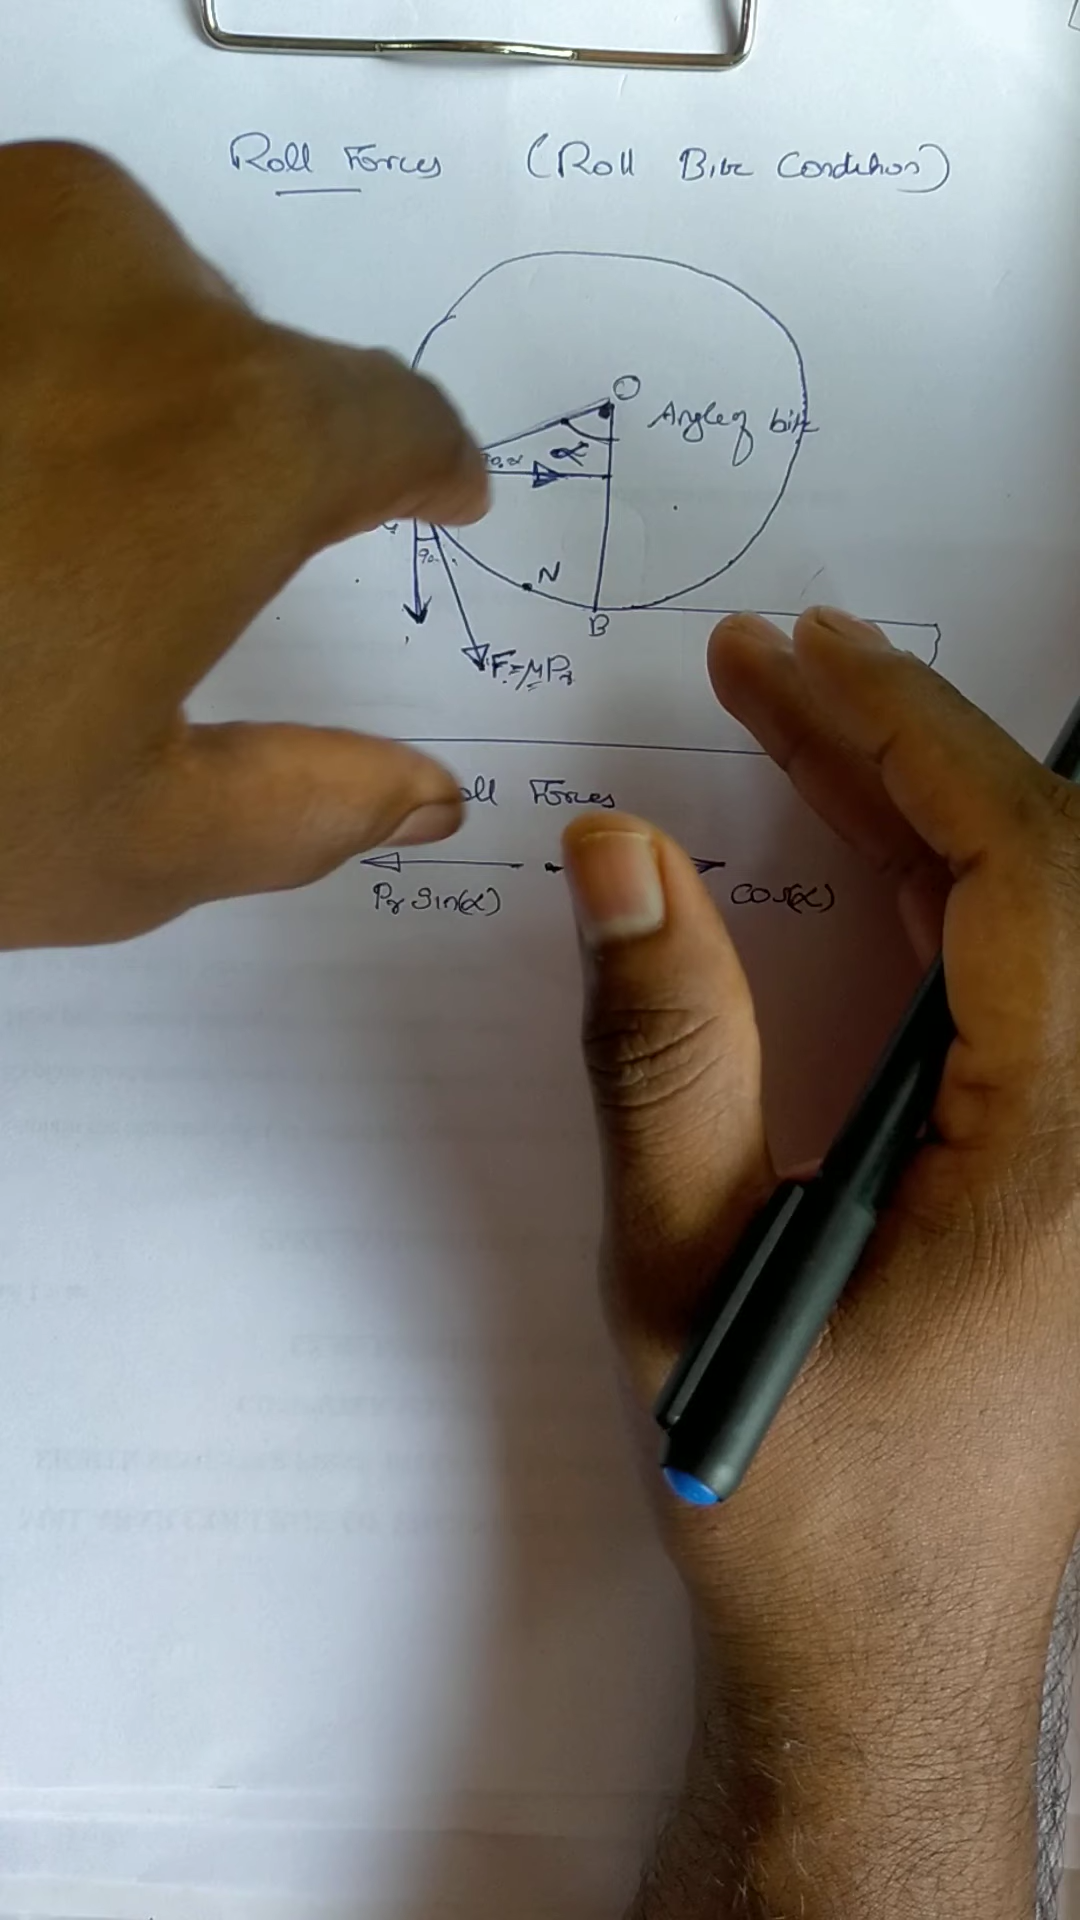 Roll Forces (Roll Bite Condition)
O
Angle of bite
α
N
B
F=μPr
Forces
Pr Sin(α) Cos(α)